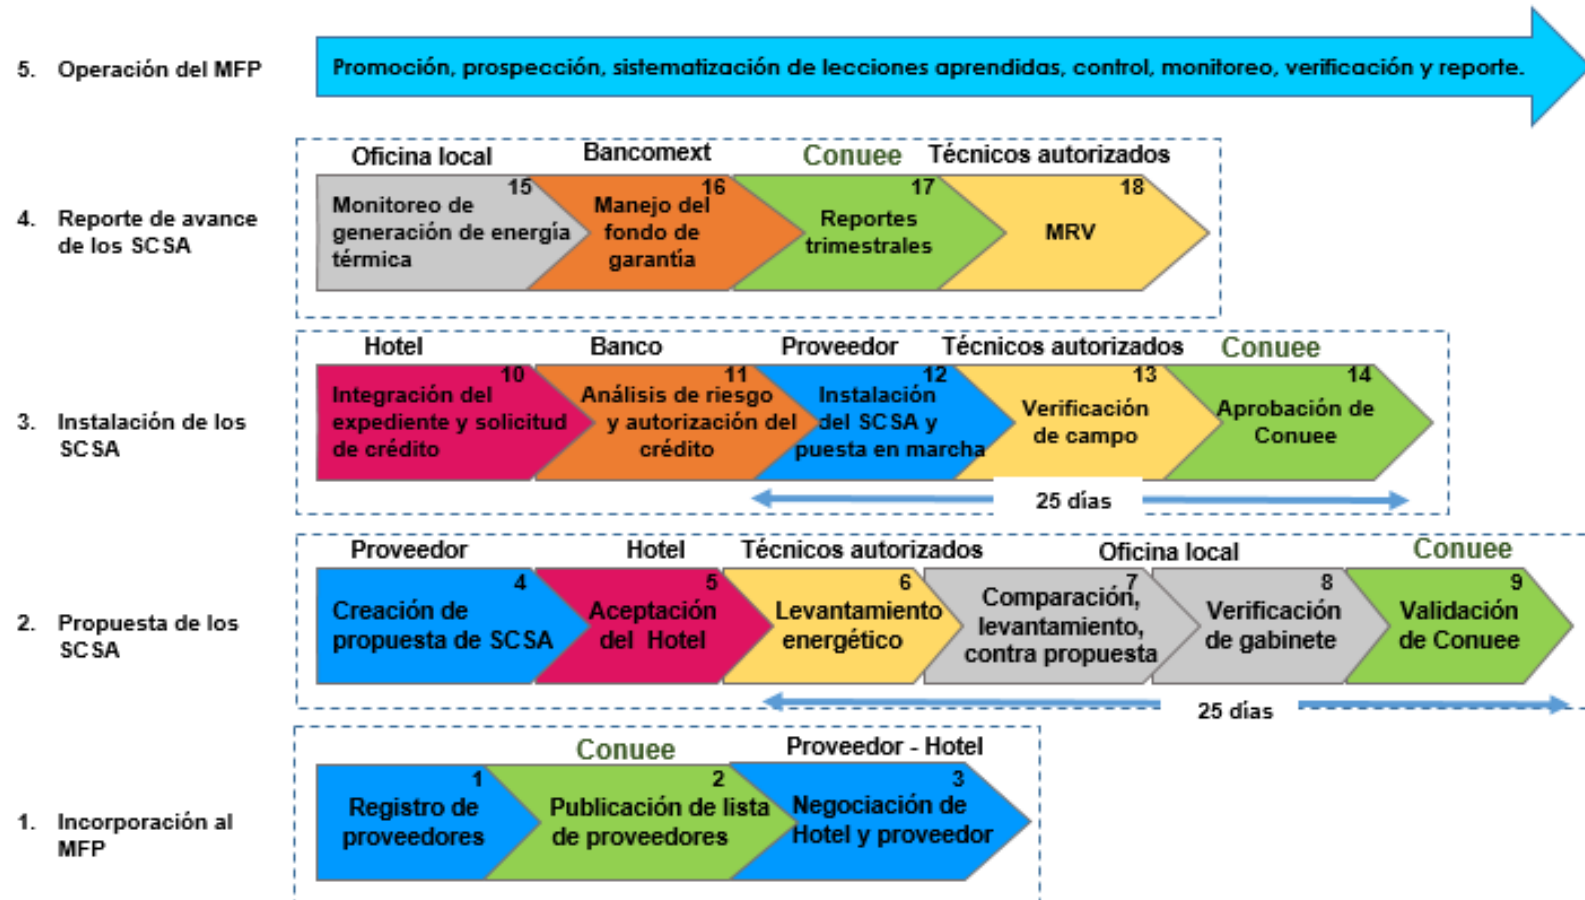 5. Operación del MFP
Promoción, prospección, sistematización de lecciones aprendidas, control, monitoreo, verificación y reporte.
4. Reporte de avance
de los SCSA
Oficina local
15
Monitoreo de
generación de energía
térmica
Bancomext
16
Manejo del
fondo de
garantía
Conuee
17
Reportes
trimestrales
Técnicos autorizados
18
MRV
3. Instalación de los
SCSA
Hotel
10
Integración del
expediente y solicitud
de crédito
Banco
11
Análisis de riesgo
y autorización del
crédito
Proveedor
12
Instalación
del SCSA y
puesta en marcha
Técnicos autorizados
13
Verificación
de campo
Conuee
14
Aprobación de
Conuee
25 días
2. Propuesta de los
SCSA
Proveedor
4
Creación de
propuesta de SCSA
Hotel
5
Aceptación
del Hotel
Técnicos autorizados
6
Levantamiento
energético
Oficina local
7
Comparación,
levantamiento,
contra propuesta
8
Verificación
de gabinete
Conuee
9
Validación
de Conuee
25 días
1. Incorporación al
MFP
1
Registro de
proveedores
Conuee
2
Publicación de lista
de proveedores
Proveedor - Hotel
3
Negociación de
Hotel y proveedor